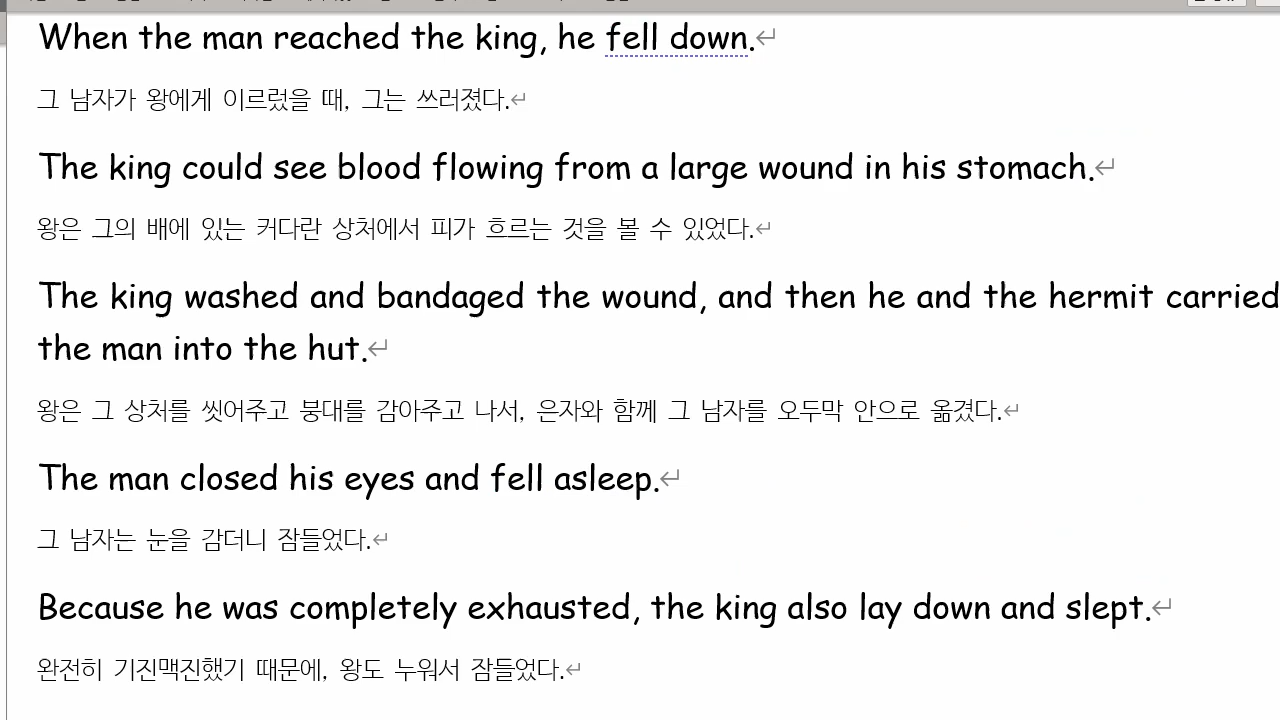 When the man reached the king, he fell down.
그 남자가 왕에게 이르렀을 때, 그는 쓰러졌다.
The king could see blood flowing from a large wound in his stomach.
왕은 그의 배에 있는 커다란 상처에서 피가 흐르는 것을 볼 수 있었다.
The king washed and bandaged the wound, and then he and the hermit carried
the man into the hut.
왕은 그 상처를 씻어주고 붕대를 감아주고 나서, 은자와 함께 그 남자를 오두막 안으로 옮겼다.
The man closed his eyes and fell asleep.
그 남자는 눈을 감더니 잠들었다.
Because he was completely exhausted, the king also lay down and slept.
완전히 기진맥진했기 때문에, 왕도 누워서 잠들었다.